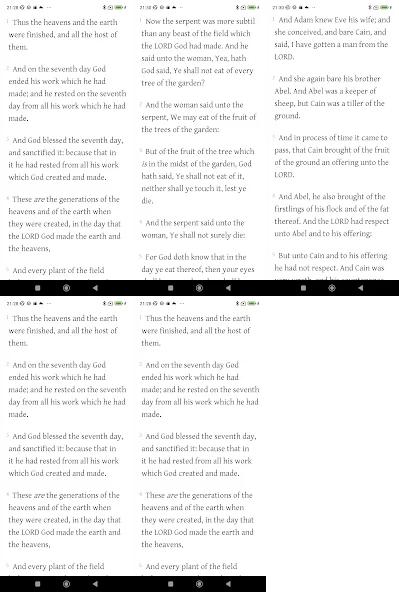 21:28
1 Thus the heavens and the earth
were finished, and all the host of
them.
2 And on the seventh day God
ended his work which he had
made; and he rested on the seventh
day from all his work which he had
made.
3 And God blessed the seventh day,
and sanctified it: because that in
it he had rested from all his work
which God created and made.
4 These are the generations of the
heavens and of the earth when
they were created, in the day that
the LORD God made the earth and
the heavens,
5 And every plant of the field
21:30
1 Now the serpent was more subtil
than any beast of the field which
the LORD God had made. And he
said unto the woman, Yea, hath
God said, Ye shall not eat of every
tree of the garden?
2 And the woman said unto the
serpent, We may eat of the fruit of
the trees of the garden:
3 But of the fruit of the tree which
is in the midst of the garden, God
hath said, Ye shall not eat of it,
neither shall ye touch it, lest ye
die.
4 And the serpent said unto the
woman, Ye shall not surely die:
5 For God doth know that in the
day ye eat thereof, then your eyes
1 And Adam knew Eve his wife; and
she conceived, and bare Cain, and
said, I have gotten a man from the
LORD.
2 And she again bare his brother
Abel. And Abel was a keeper of
sheep, but Cain was a tiller of the
ground.
3 And in process of time it came to
pass, that Cain brought of the fruit
of the ground an offering unto the
LORD.
4 And Abel, he also brought of the
firstlings of his flock and of the fat
thereof. And the LORD had respect
unto Abel and to his offering:
5 But unto Cain and to his offering
he had not respect. And Cain was
21:28
1 Thus the heavens and the earth
were finished, and all the host of
them.
2 And on the seventh day God
ended his work which he had
made; and he rested on the seventh
day from all his work which he had
made.
3 And God blessed the seventh day,
and sanctified it: because that in
it he had rested from all his work
which God created and made.
4 These are the generations of the
heavens and of the earth when
they were created, in the day that
the LORD God made the earth and
the heavens,
5 And every plant of the field
21:28
1 Thus the heavens and the earth
were finished, and all the host of
them.
2 And on the seventh day God
ended his work which he had
made; and he rested on the seventh
day from all his work which he had
made.
3 And God blessed the seventh day,
and sanctified it: because that in
it he had rested from all his work
which God created and made.
4 These are the generations of the
heavens and of the earth when
they were created, in the day that
the LORD God made the earth and
the heavens,
5 And every plant of the field